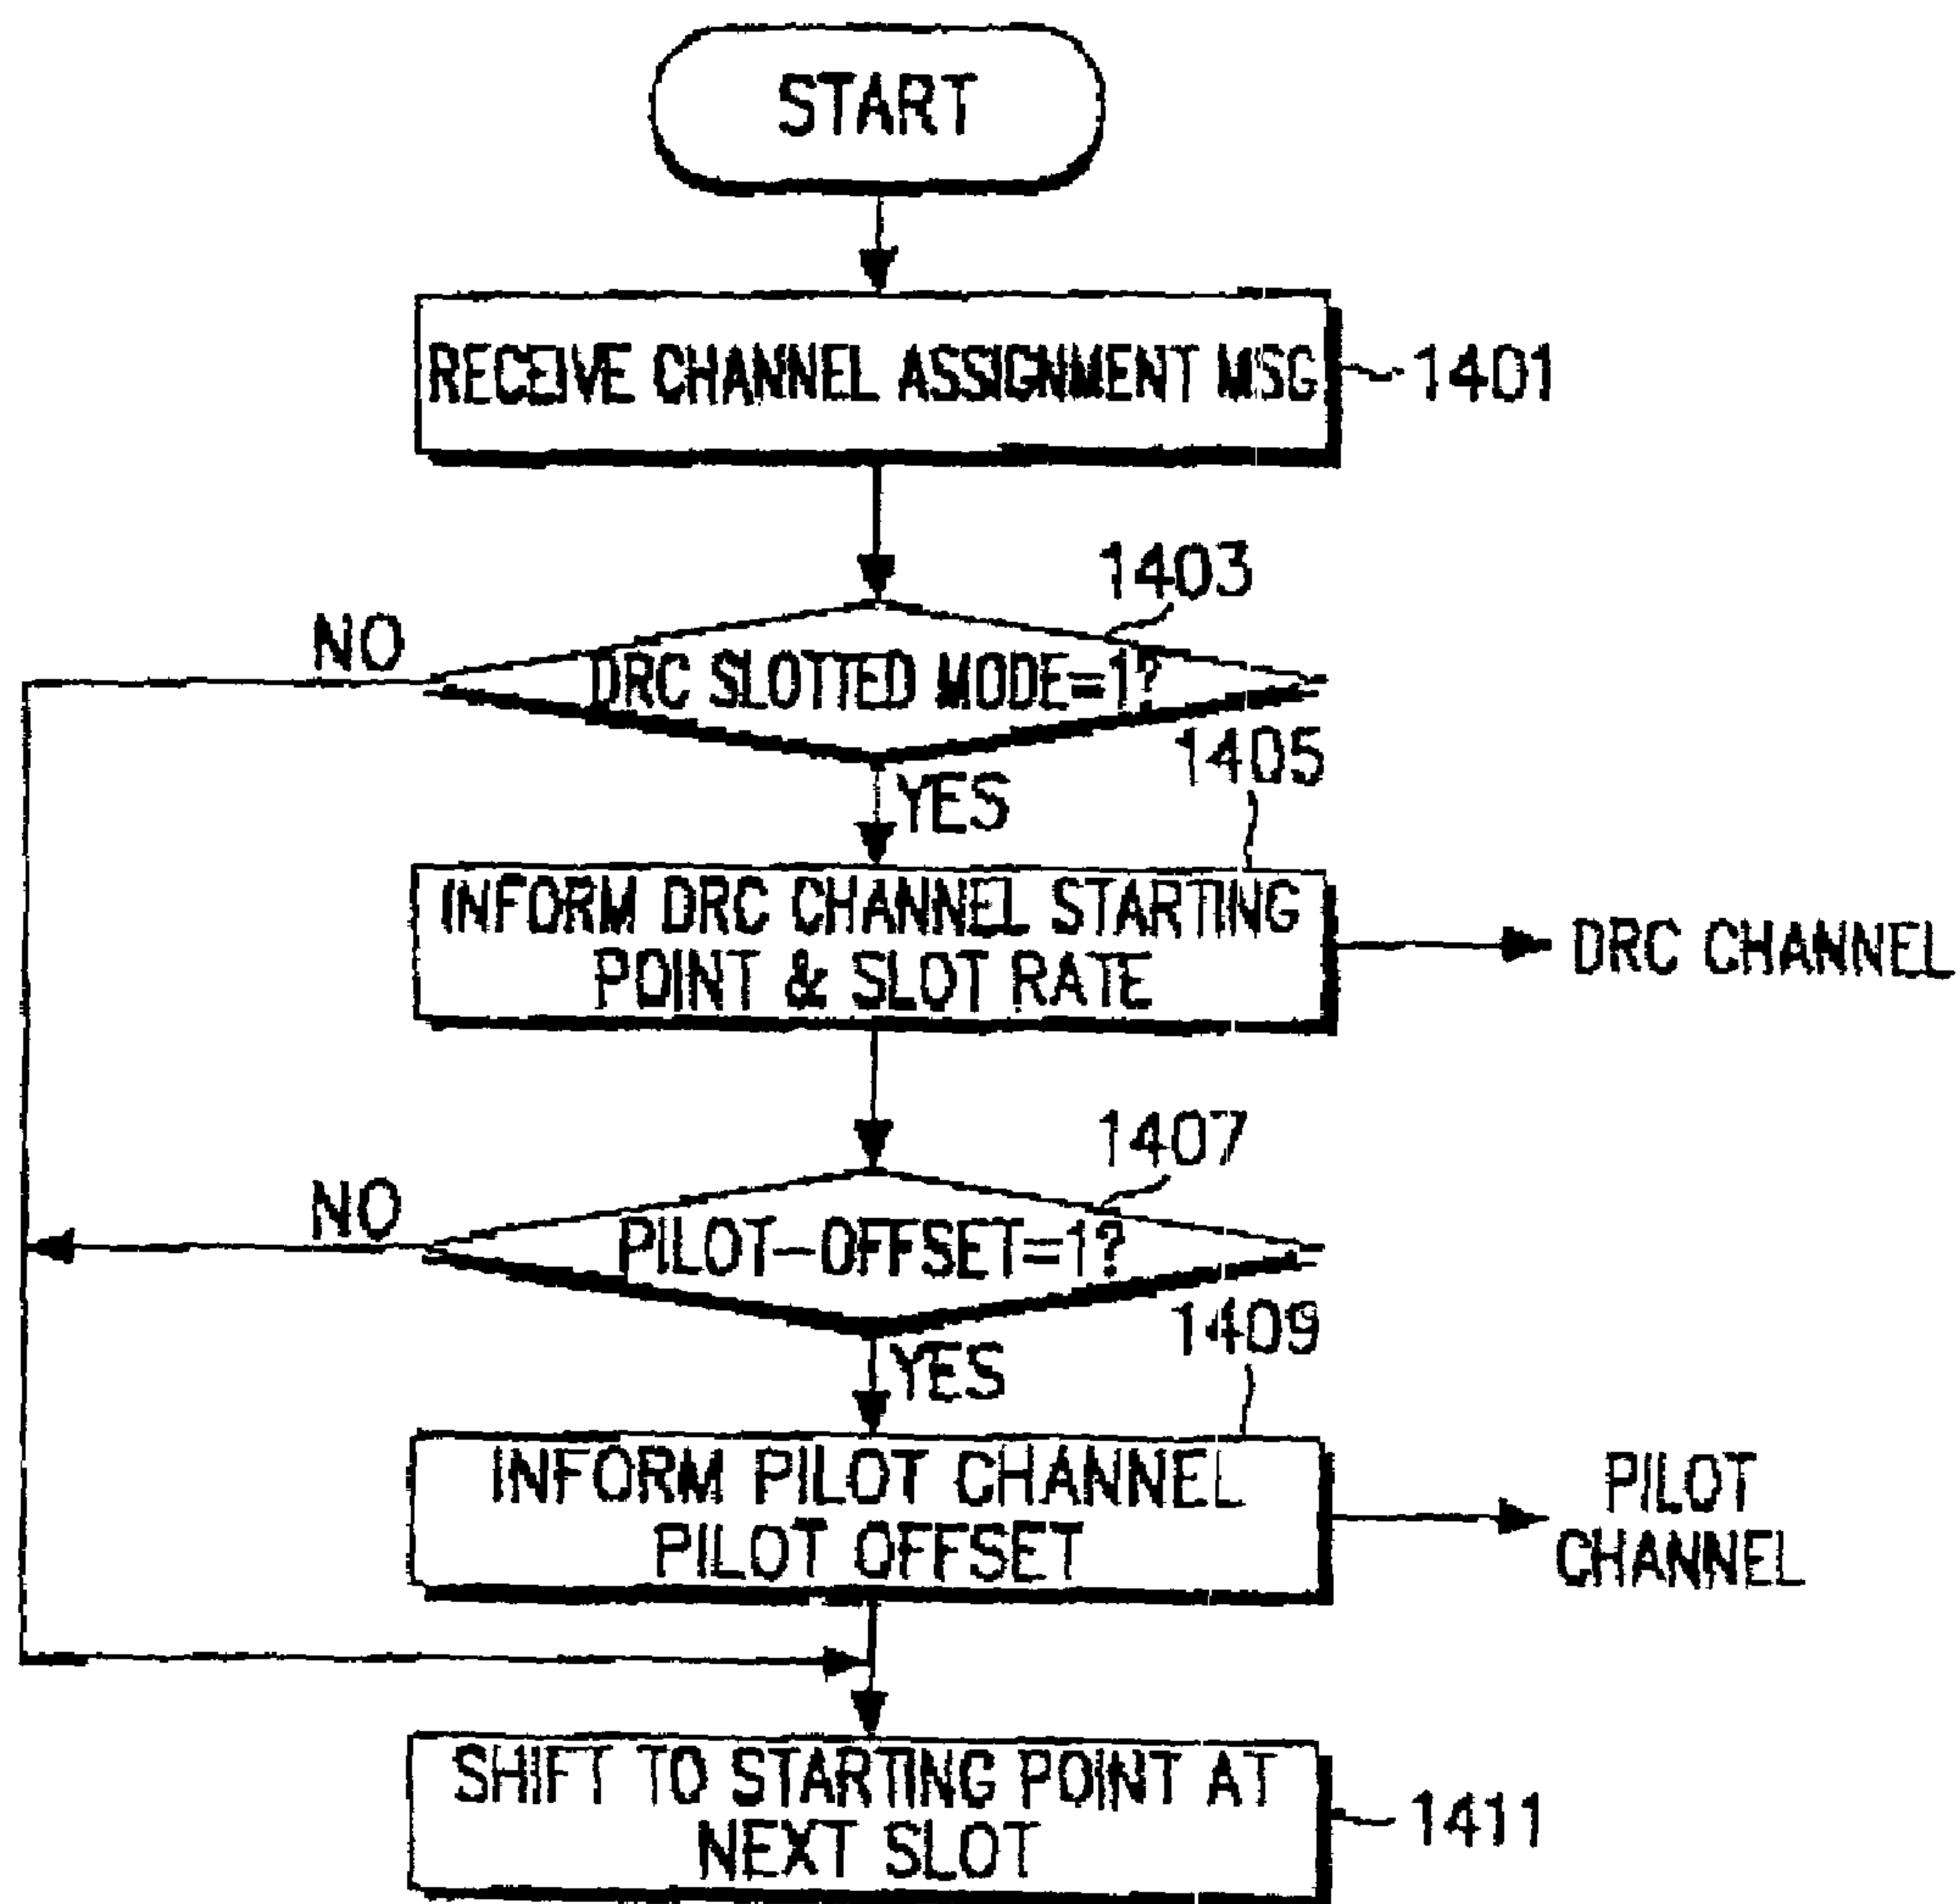 START
RECEIVE CHANNEL ASSIGNMENT MSG
1401
1403
NO
DRC SLOTTED MODE=1?
1405
YES
INFORM DRC CHANNEL STARTING
POINT & SLOT RATE
DRC CHANNEL
1407
NO
PILOT-OFFSET=1?
1409
YES
INFORM PILOT CHANNEL
PILOT OFFSET
PILOT
CHANNEL
SHIFT TO STARTING POINT AT
NEXT SLOT
1411